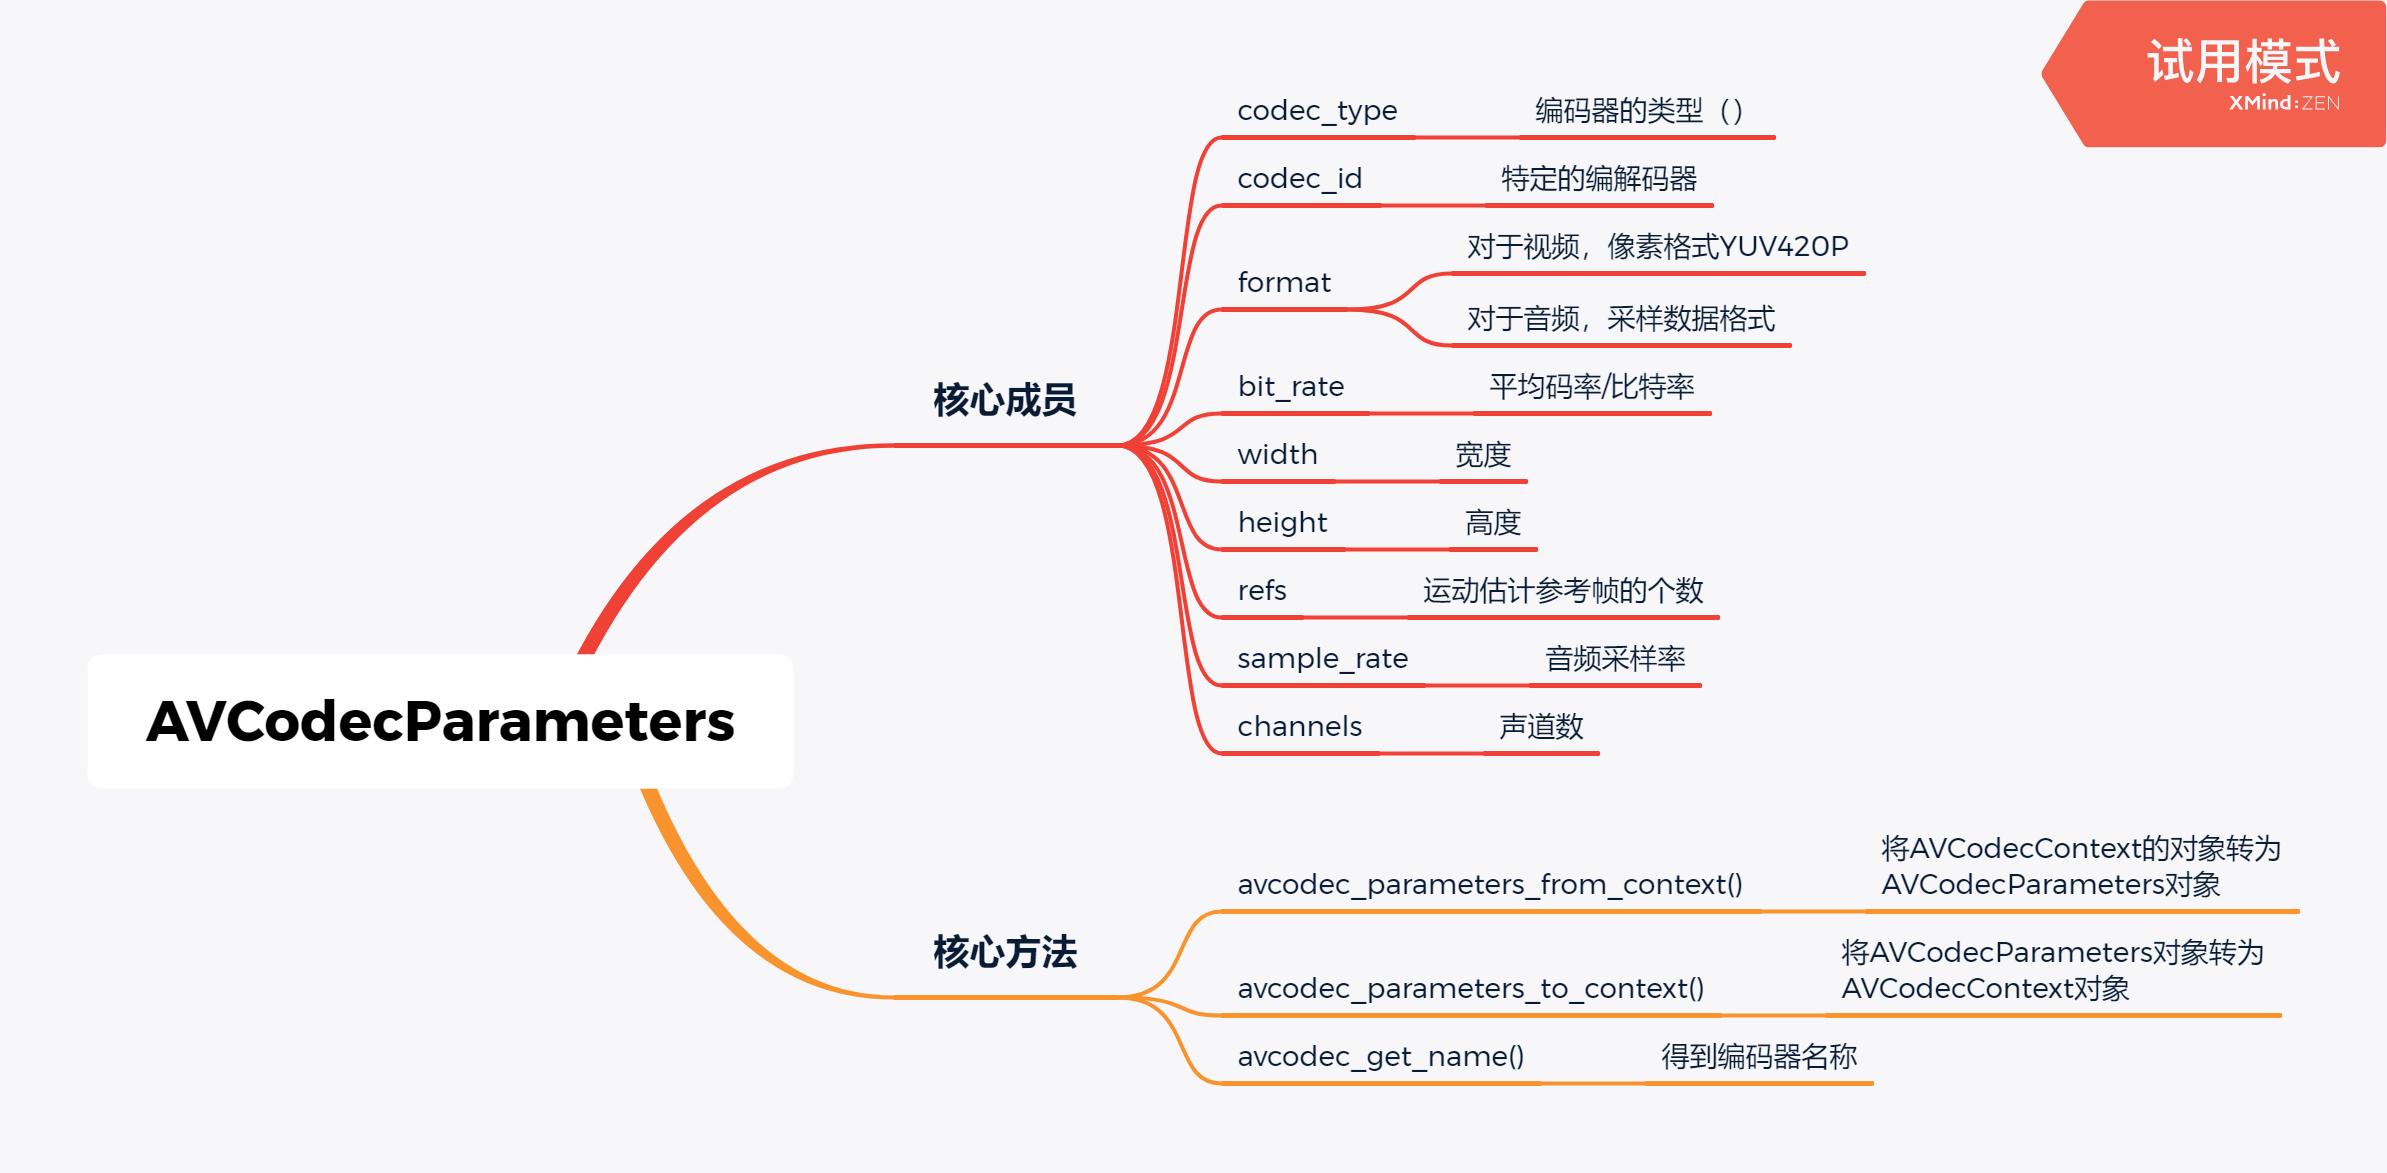 试用模式
XMind:ZEN
AVCodecParameters
核心成员
codec_type
编码器的类型（）
codec_id
特定的编解码器
format
对于视频，像素格式YUV420P
对于音频，采样数据格式
bit_rate
平均码率/比特率
width
宽度
height
高度
refs
运动估计参考帧的个数
sample_rate
音频采样率
channels
声道数
核心方法
avcodec_parameters_from_context()
将AVCodecContext的对象转为
AVCodecParameters对象
avcodec_parameters_to_context()
将AVCodecParameters对象转为
AVCodecContext对象
avcodec_get_name()
得到编码器名称